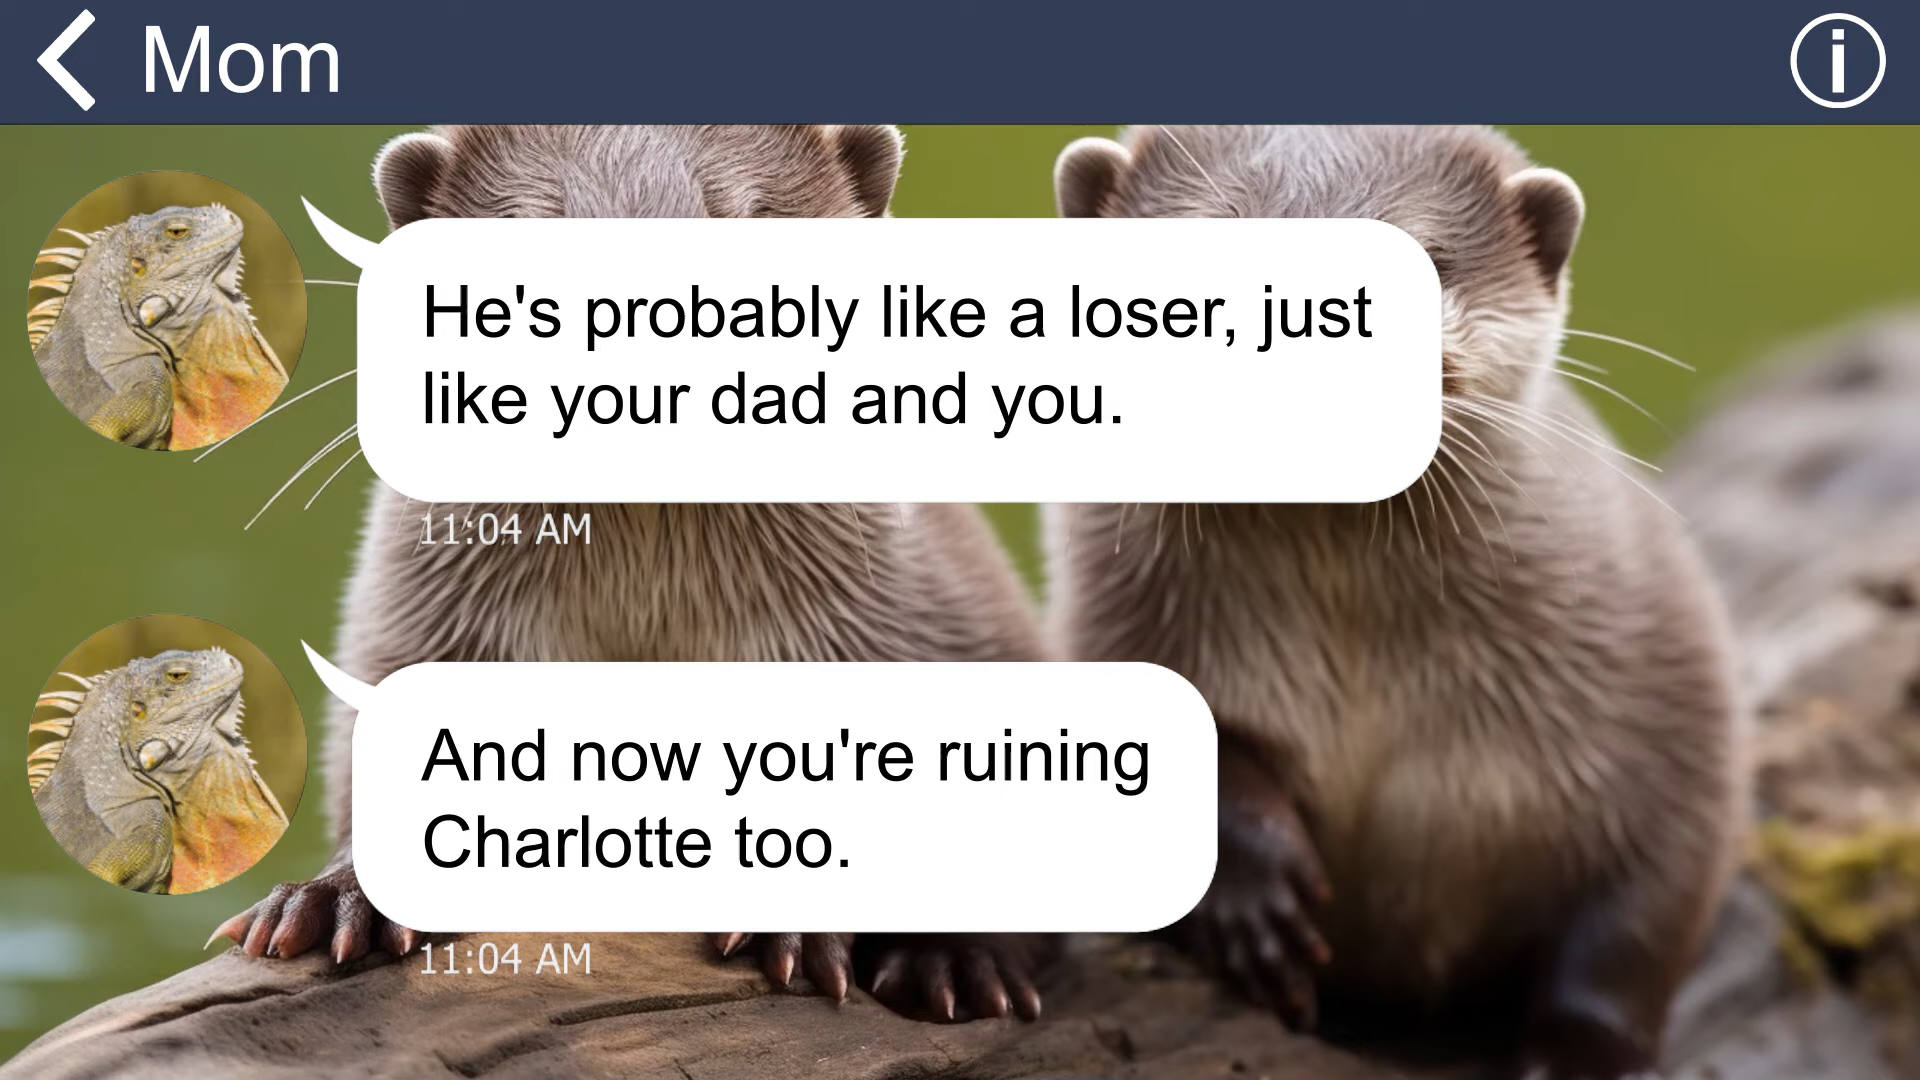 Mom
He's probably like a loser, just
like your dad and you.
11:04 AM
And now you're ruining
Charlotte too.
11:04 AM